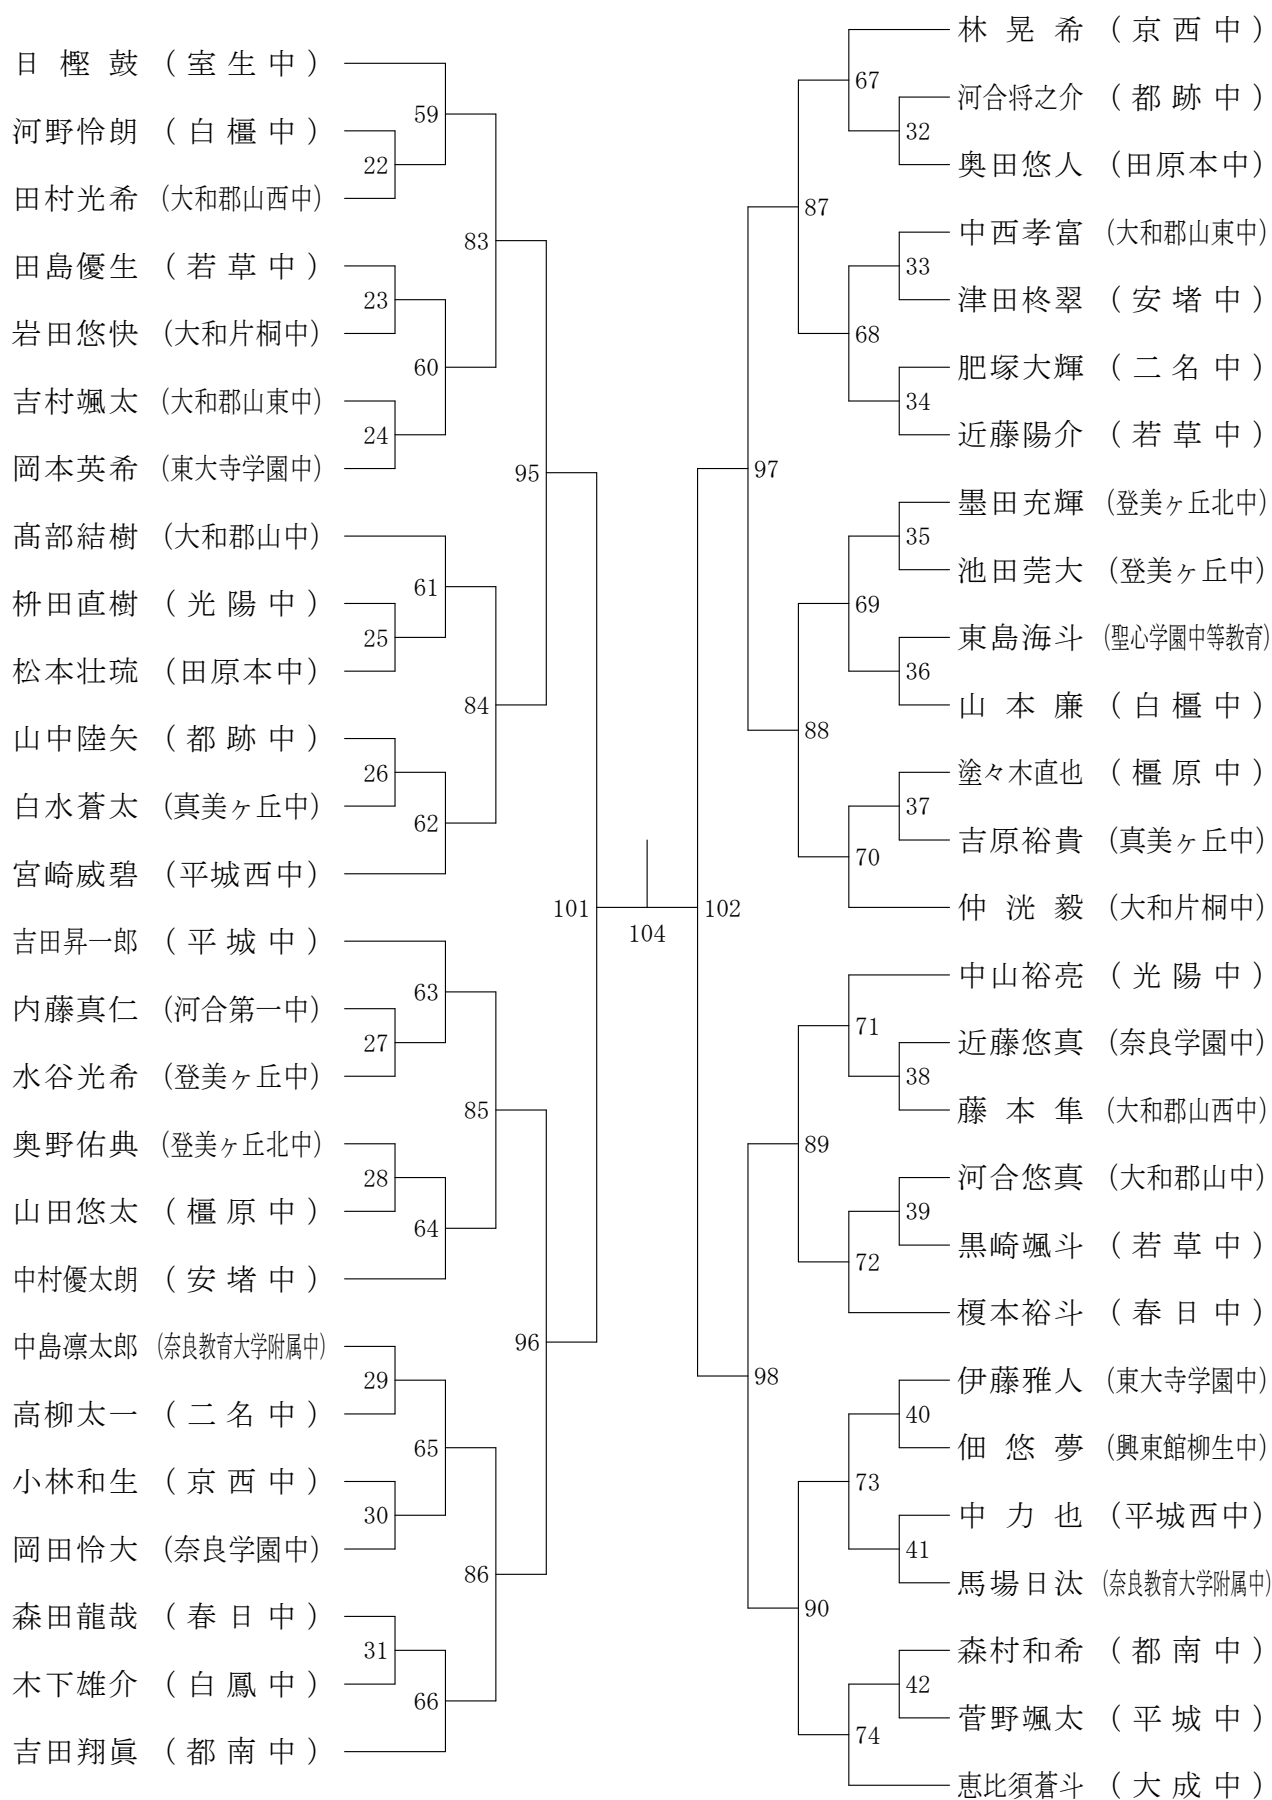 日樫鼓 (室生中)
河野怜朗 (白橿中)
田村光希 (大和郡山西中)
田島優生 (若草中)
岩田悠快 (大和片桐中)
吉村颯太 (大和郡山東中)
岡本英希 (東大寺学園中)
髙部結樹 (大和郡山中)
枡田直樹 (光陽中)
松本壮琉 (田原本中)
山中陸矢 (都跡中)
白水蒼太 (真美ヶ丘中)
宮崎威碧 (平城西中)
吉田昇一郎 (平城中)
内藤真仁 (河合第一中)
水谷光希 (登美ヶ丘中)
奥野佑典 (登美ヶ丘北中)
山田悠太 (橿原中)
中村優太朗 (安堵中)
中島凛太郎 (奈良教育大学附属中)
高柳太一 (二名中)
小林和生 (京西中)
岡田怜大 (奈良学園中)
森田龍哉 (春日中)
木下雄介 (白鳳中)
吉田翔眞 (都南中)
22
23
24
25
26
27
28
29
30
31
59
60
61
62
63
64
65
66
83
84
85
86
95
96
101
104
102
97
98
87
88
89
90
67
68
69
70
71
72
73
74
32
33
34
35
36
37
38
39
40
41
42
林晃希 (京西中)
河合将之介 (都跡中)
奥田悠人 (田原本中)
中西孝富 (大和郡山東中)
津田柊翠 (安堵中)
肥塚大輝 (二名中)
近藤陽介 (若草中)
墨田充輝 (登美ヶ丘北中)
池田莞大 (登美ヶ丘中)
東島海斗 (聖心学園中等教育)
山本廉 (白橿中)
塗々木直也 (橿原中)
吉原裕貴 (真美ヶ丘中)
仲洸毅 (大和片桐中)
中山裕亮 (光陽中)
近藤悠真 (奈良学園中)
藤本隼 (大和郡山西中)
河合悠真 (大和郡山中)
黒崎颯斗 (若草中)
榎本裕斗 (春日中)
伊藤雅人 (東大寺学園中)
佃悠夢 (興東館柳生中)
中力也 (平城西中)
馬場日汰 (奈良教育大学附属中)
森村和希 (都南中)
菅野颯太 (平城中)
恵比須蒼斗 (大成中)